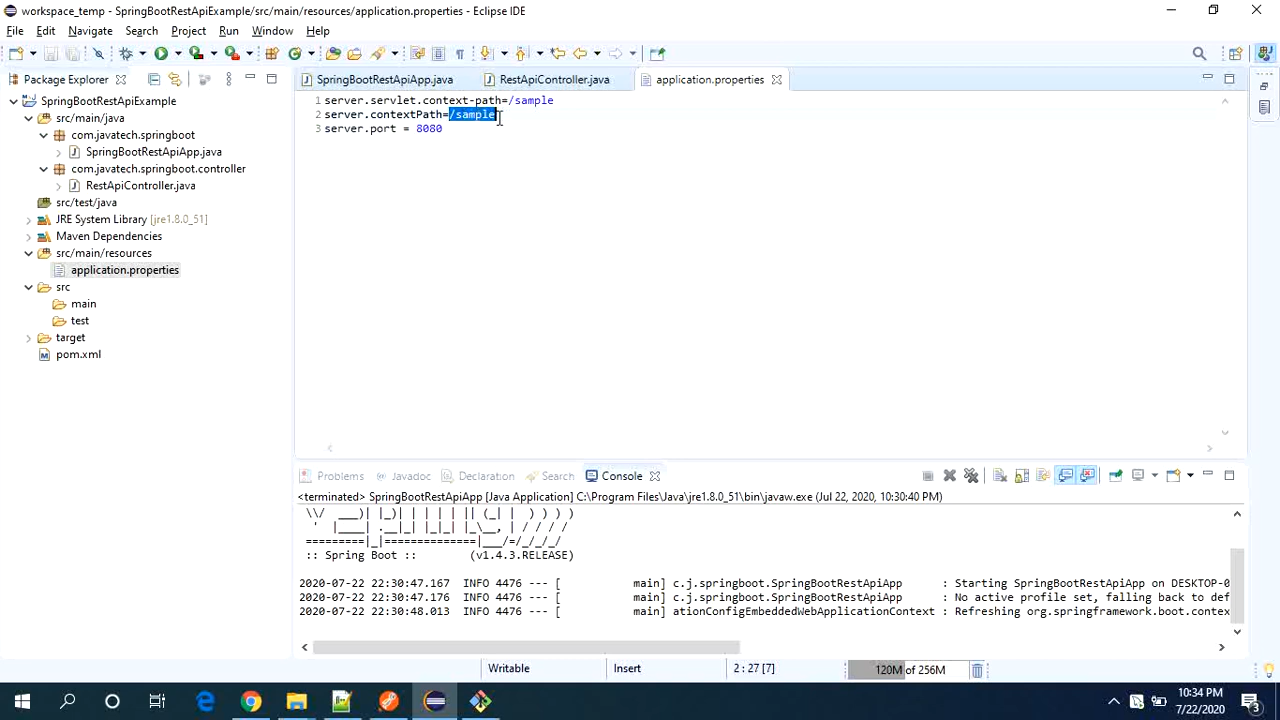 workspace_temp - SpringBootRestApiExample/src/main/resources/application.properties - Eclipse IDE
File Edit Navigate Search Project Run Window Help
Package Explorer
SpringBootRestApiApp.java RestApiController.java application.properties
SpringBootRestApiExample
src/main/java
com.javatech.springboot
SpringBootRestApiApp.java
com.javatech.springboot.controller
RestApiController.java
src/test/java
JRE System Library [jre1.8.0_51]
Maven Dependencies
src/main/resources
application.properties
src
main
test
target
pom.xml
1 server.servlet.context-path=/sample
2 server.contextPath=/sample
3 server.port = 8080
Problems Javadoc Declaration Search Console
<terminated> SpringBootRestApiApp [Java Application] C:\Program Files\Java\jre1.8.0_51\bin\javaw.exe (Jul 22, 2020, 10:30:40 PM)
\\/ ___)| |_)| | | | | || (_| | ) ) ) )
' |____| .__|_| |_|_| |_\__, | / / / /
=========|_|==============|___/=/_/_/_/
:: Spring Boot :: (v1.4.3.RELEASE)
2020-07-22 22:30:47.167 INFO 4476 --- [ main] c.j.springboot.SpringBootRestApiApp : Starting SpringBootRestApiApp on DESKTOP-0
2020-07-22 22:30:47.176 INFO 4476 --- [ main] c.j.springboot.SpringBootRestApiApp : No active profile set, falling back to def
2020-07-22 22:30:48.013 INFO 4476 --- [ main] ationConfigEmbeddedWebApplicationContext : Refreshing org.springframework.boot.contex
Writable Insert 2 : 27 [7] 120M of 256M
10:34 PM
7/22/2020
3